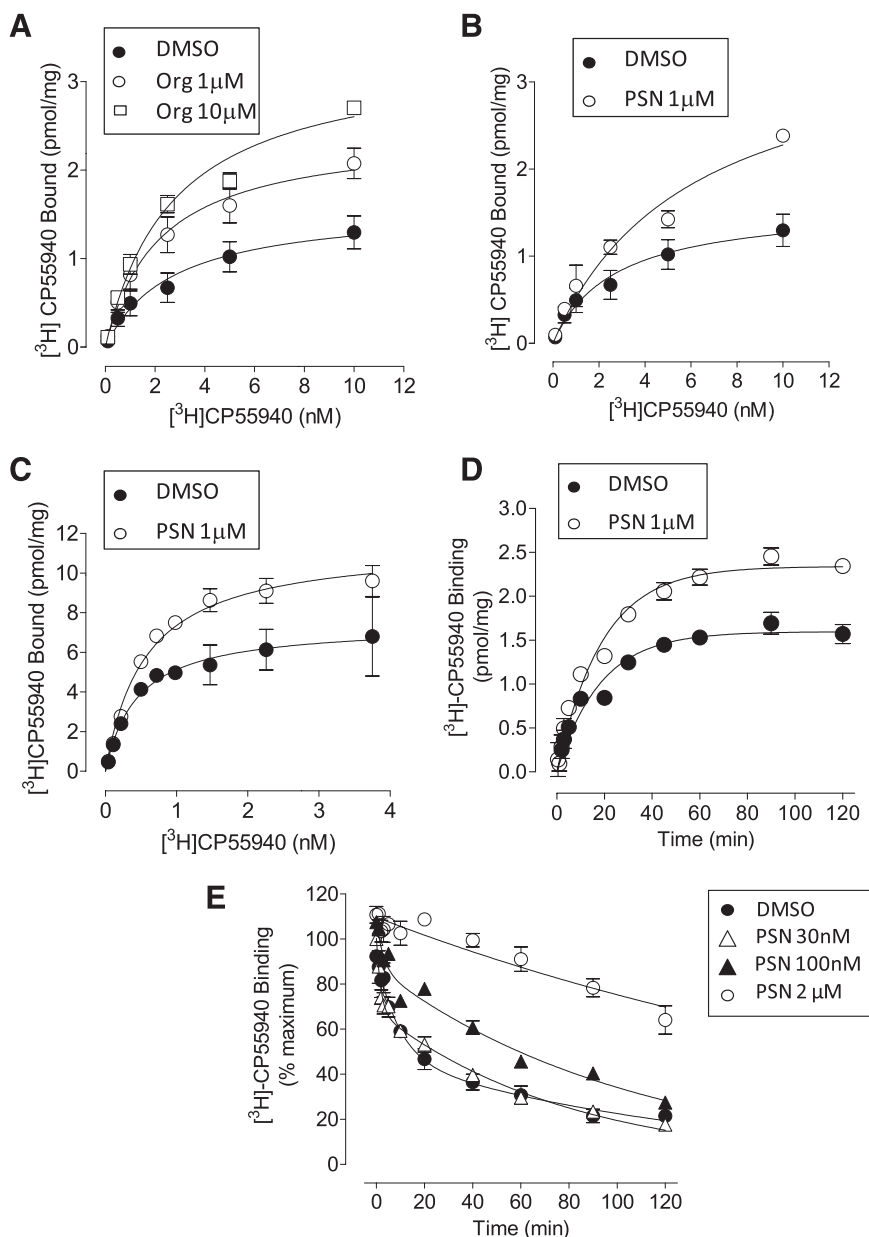 A
DMSO
Org 1µM
Org 10µM
[³H] CP55940 Bound (pmol/mg)
3
2
1
0
0 2 4 6 8 10 12
[³H]CP55940 (nM)
B
DMSO
PSN 1µM
[³H] CP55940 Bound (pmol/mg)
3
2
1
0
0 2 4 6 8 10 12
[³H]CP55940 (nM)
C
DMSO
PSN 1µM
[³H]CP55940 Bound (pmol/mg)
12
10
8
6
4
2
0
0 1 2 3 4
[³H]CP55940 (nM)
D
DMSO
PSN 1µM
[³H]-CP55940 Binding
(pmol/mg)
3.0
2.5
2.0
1.5
1.0
0.5
0.0
0 20 40 60 80 100 120
Time (min)
E
DMSO
PSN 30nM
PSN 100nM
PSN 2 µM
[³H]-CP55940 Binding
(% maximum)
120
100
80
60
40
20
0
0 20 40 60 80 100 120
Time (min)